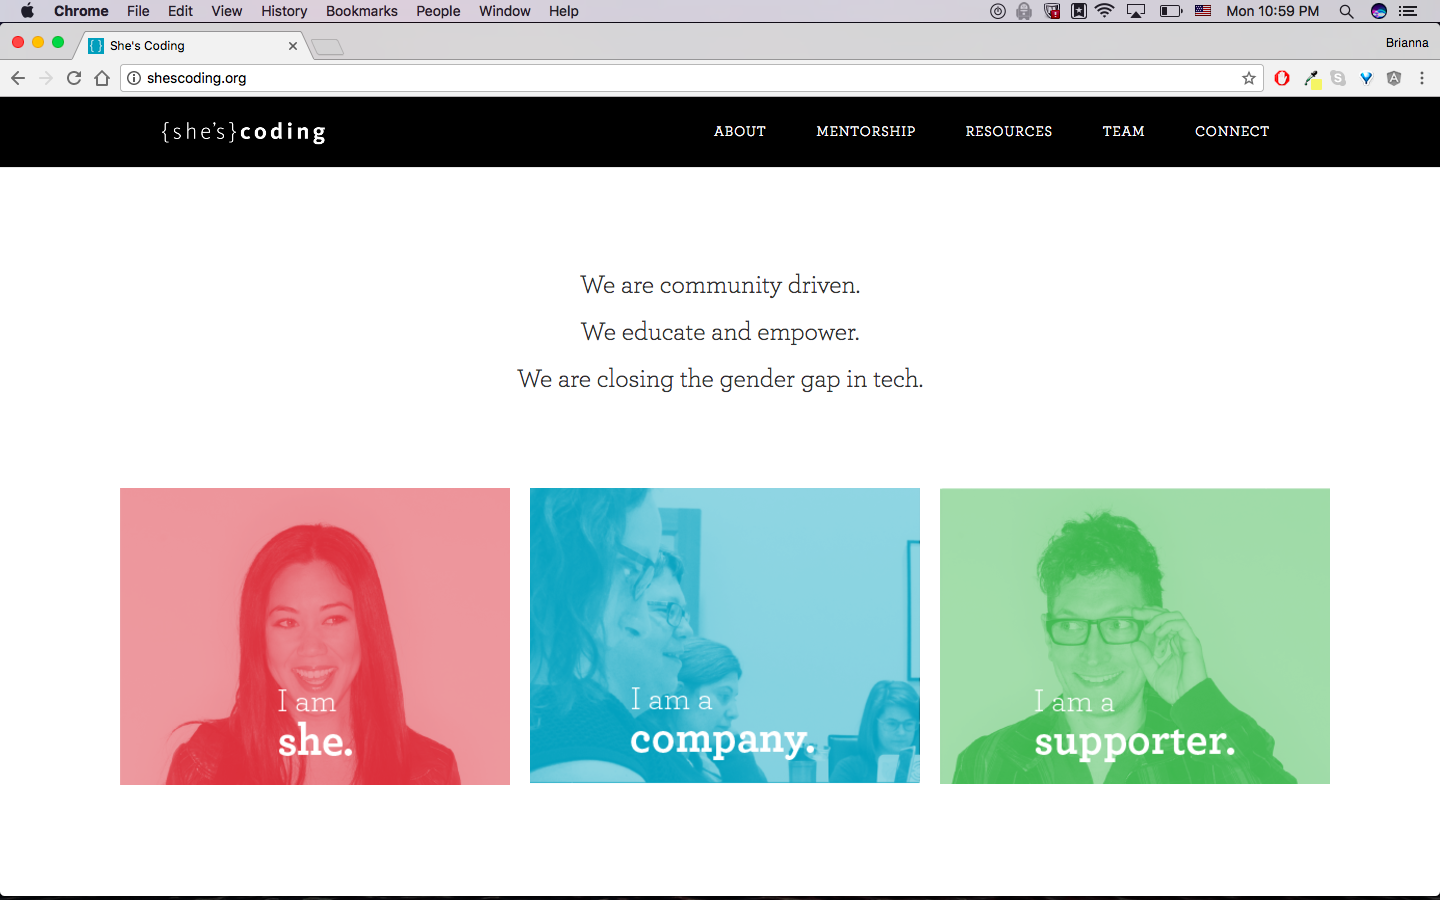 Chrome File Edit View History Bookmarks People Window Help Mon 10:59 PM
She's Coding
Brianna
shescoding.org
{she's}coding ABOUT MENTORSHIP RESOURCES TEAM CONNECT
We are community driven.
We educate and empower.
We are closing the gender gap in tech.
I am
she.
I am a
company.
I am a
supporter.